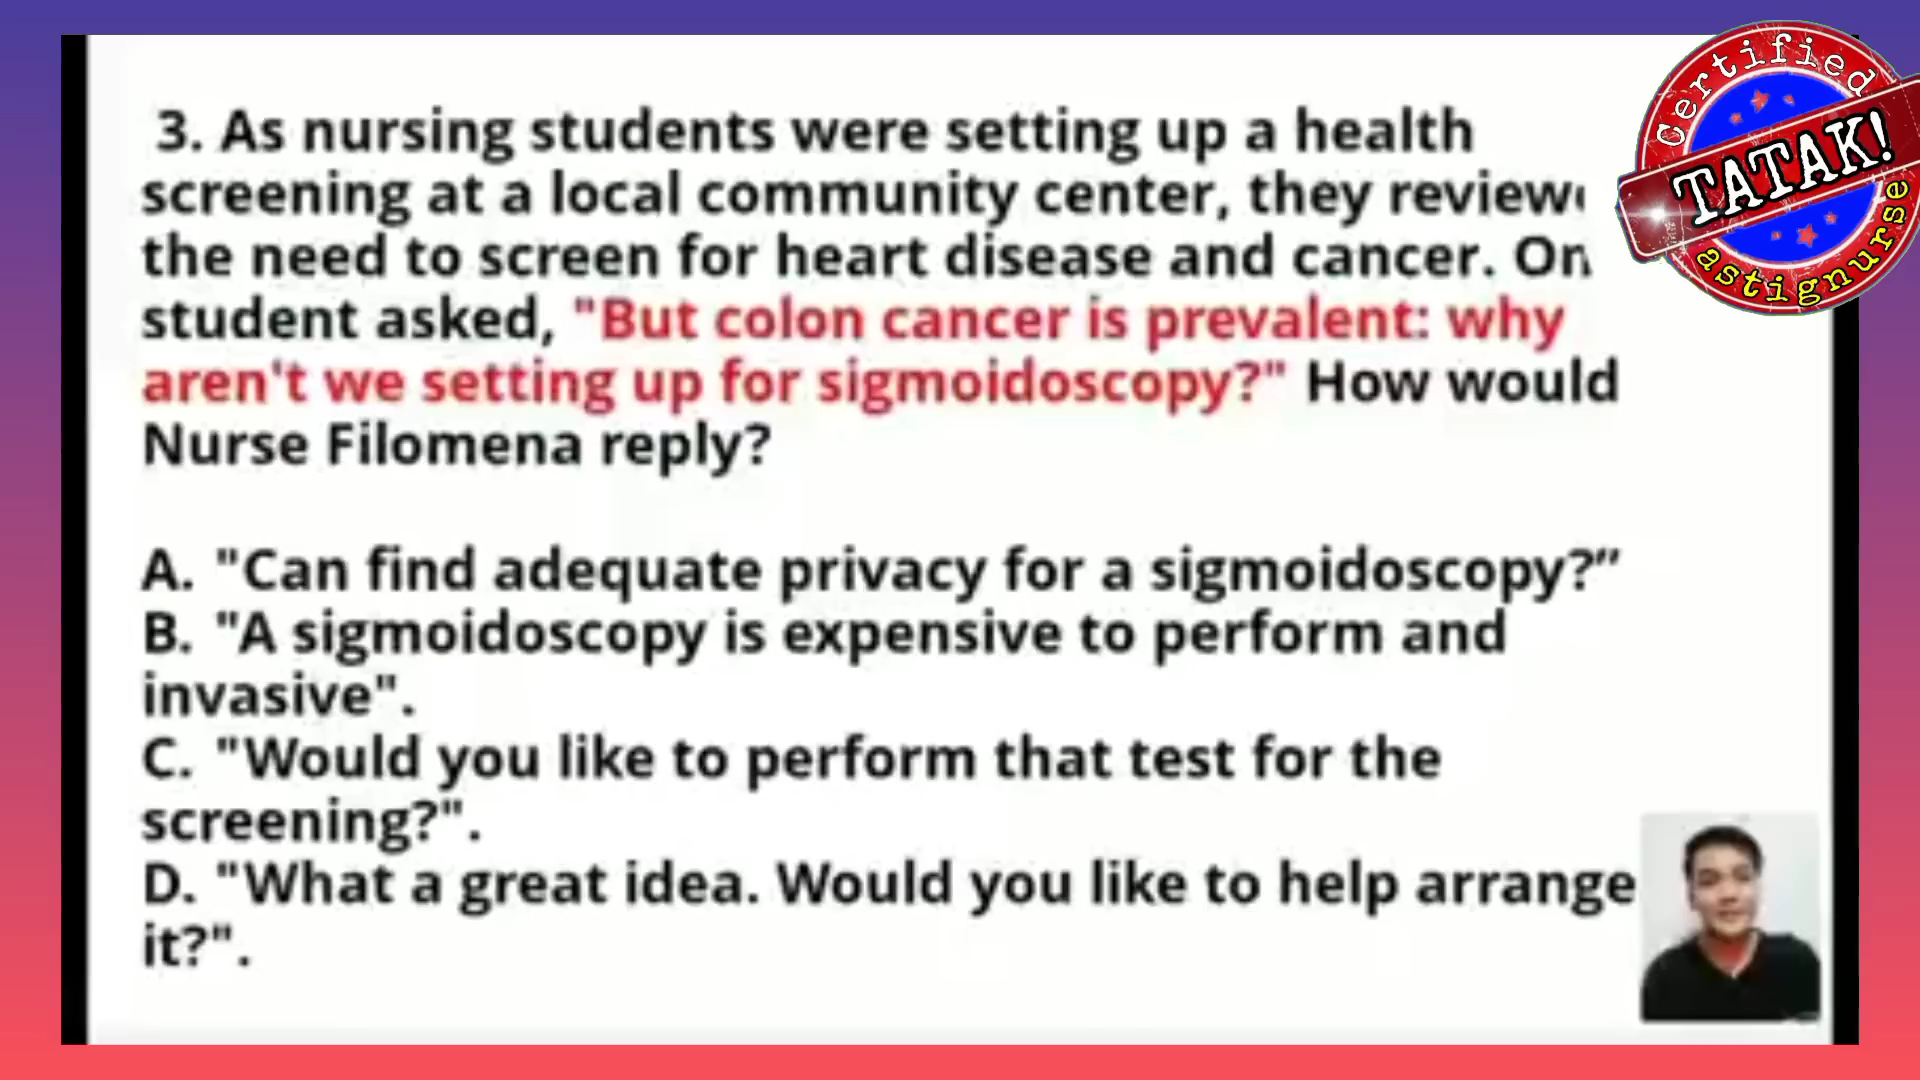 3. As nursing students were setting up a health
screening at a local community center, they
the need to screen for heart disease and cancer.
student asked, "But colon cancer is prevalent: why
aren't we setting up for sigmoidoscopy?" How would
Nurse Filomena reply?
A. "Can find adequate privacy for a sigmoidoscopy?”
B. "A sigmoidoscopy is expensive to perform and
invasive".
C. "Would you like to perform that test for the
screening?".
D. "What a great idea. Would you like to help arrange
it?".
Certified
TATAK!
astignurse